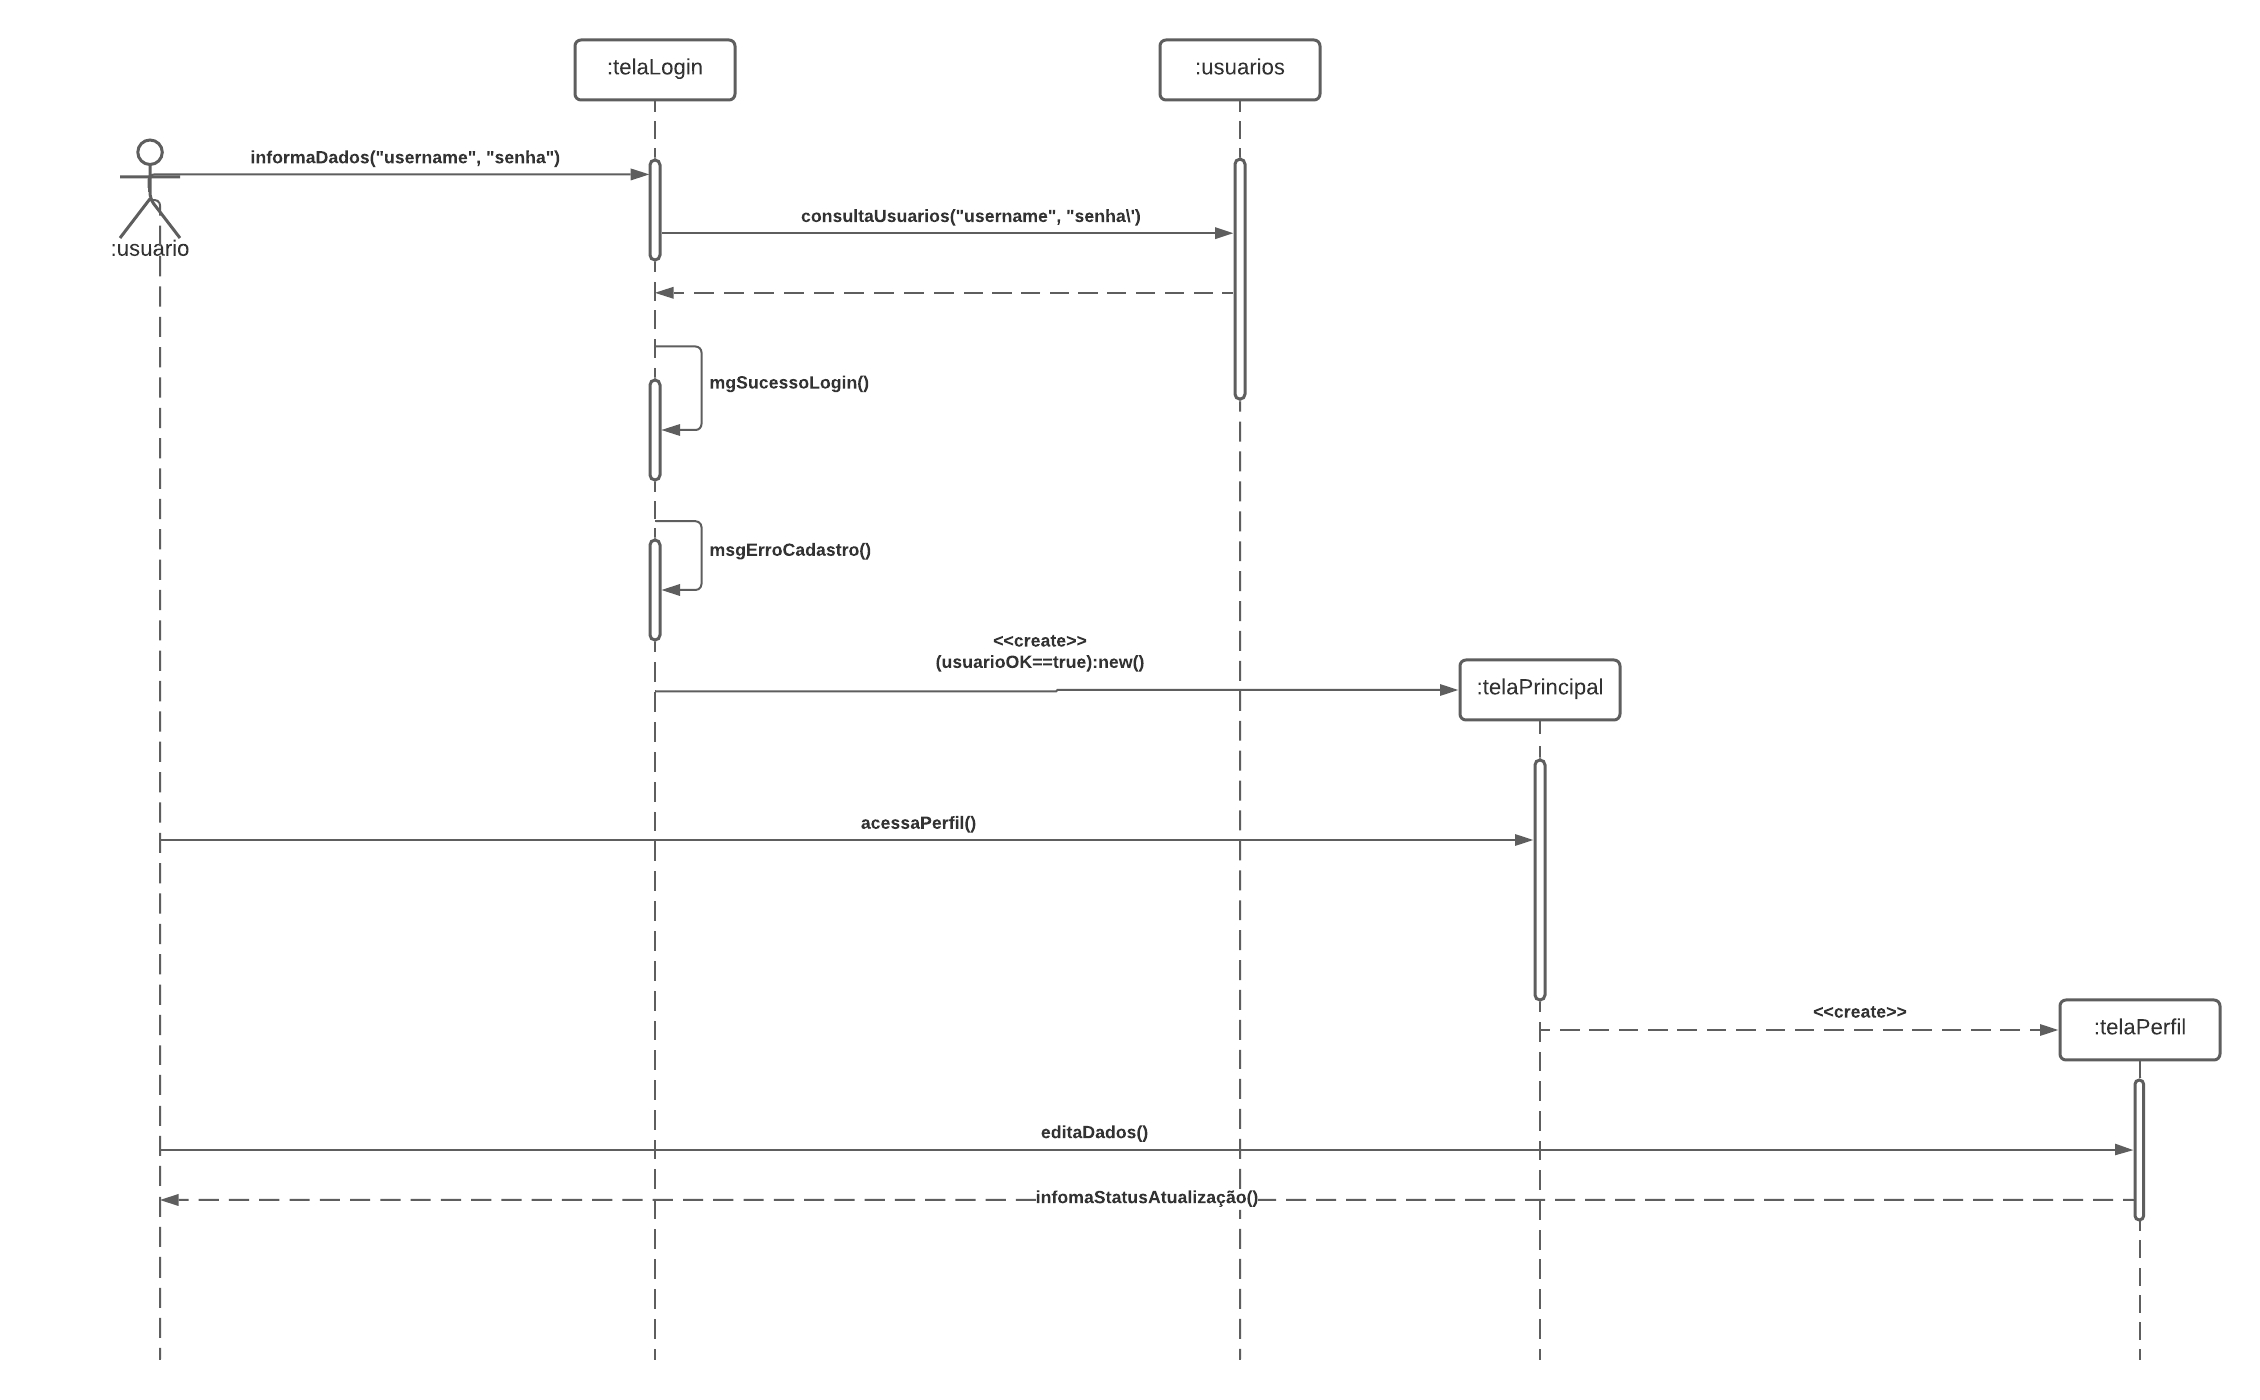 :telaLogin
:usuarios
informaDados("username", "senha")
consultaUsuarios("username", "senha\')
:usuario
mgSucessoLogin()
msgErroCadastro()
<<create>>
(usuarioOK==true):new()
:telaPrincipal
acessaPerfil()
<<create>>
:telaPerfil
editaDados()
infomaStatusAtualização()